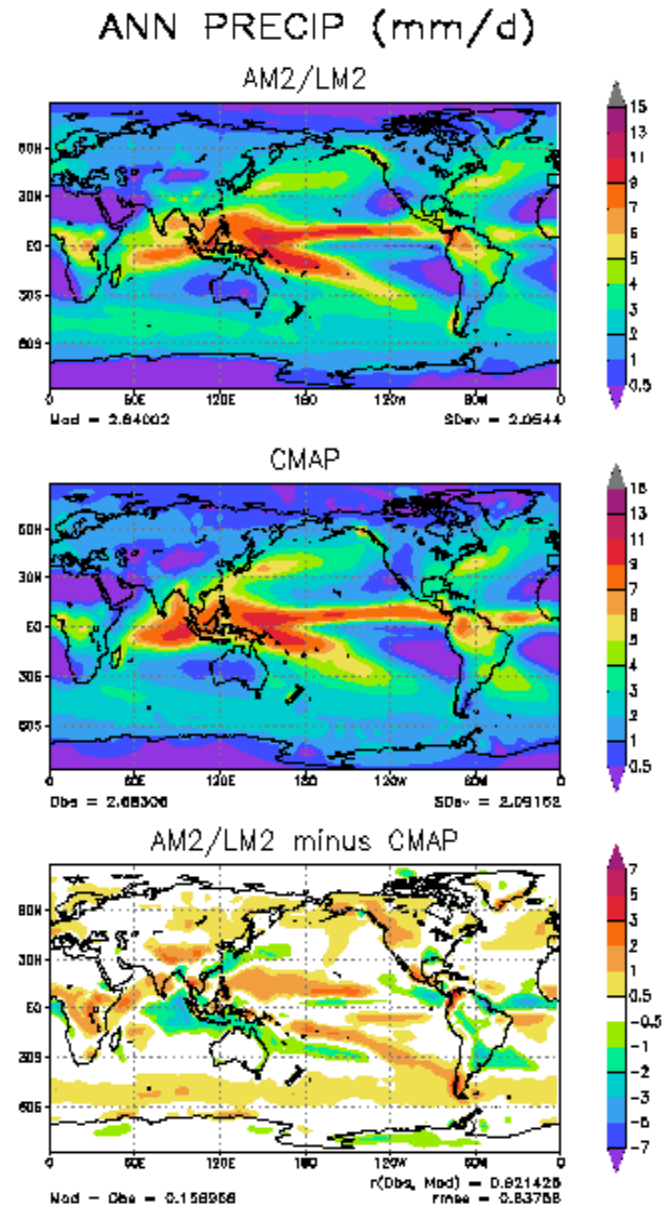 ANN PRECIP (mm/d)
AM2/LM2
15
13
11
9
7
6
5
4
3
2
1
0.5
60N
30N
EQ
30S
60S
0 60E 120E 180 120W 60W 0
Mod = 2.84002 SDev = 2.0544
CMAP
13
11
9
7
6
5
4
3
2
1
0.5
60N
30N
EQ
30S
60S
0 60E 120E 180 120W 60W 0
Obs = 2.68306 SDev = 2.09162
AM2/LM2 minus CMAP
7
5
3
2
1
0.5
-0.5
-1
-2
-3
-5
-7
60N
30N
EQ
30S
60S
0 60E 120E 180 120W 60W 0
r(Obs, Mod) = 0.921426
Mod - Obs = 0.156966 rmse = 0.83768